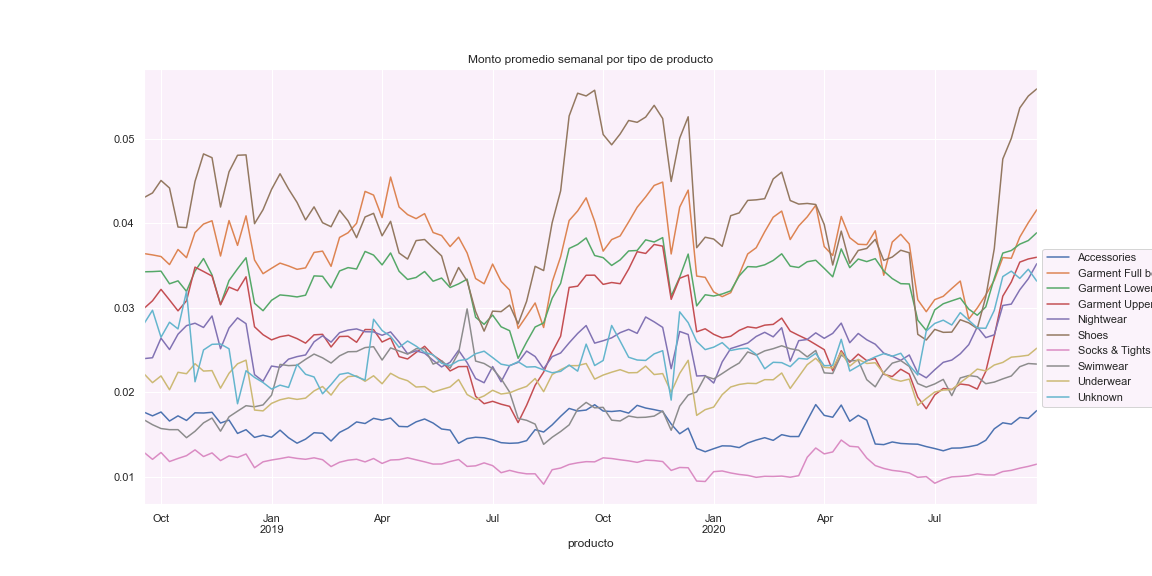 Monto promedio semanal por tipo de producto
0.05
0.04
0.03
0.02
0.01
Oct
Jan
2019
Apr
Jul
Oct
Jan
2020
Apr
Jul
producto
Accessories
Garment Full
Garment Lower
Garment Upper
Nightwear
Shoes
Socks & Tights
Swimwear
Underwear
Unknown